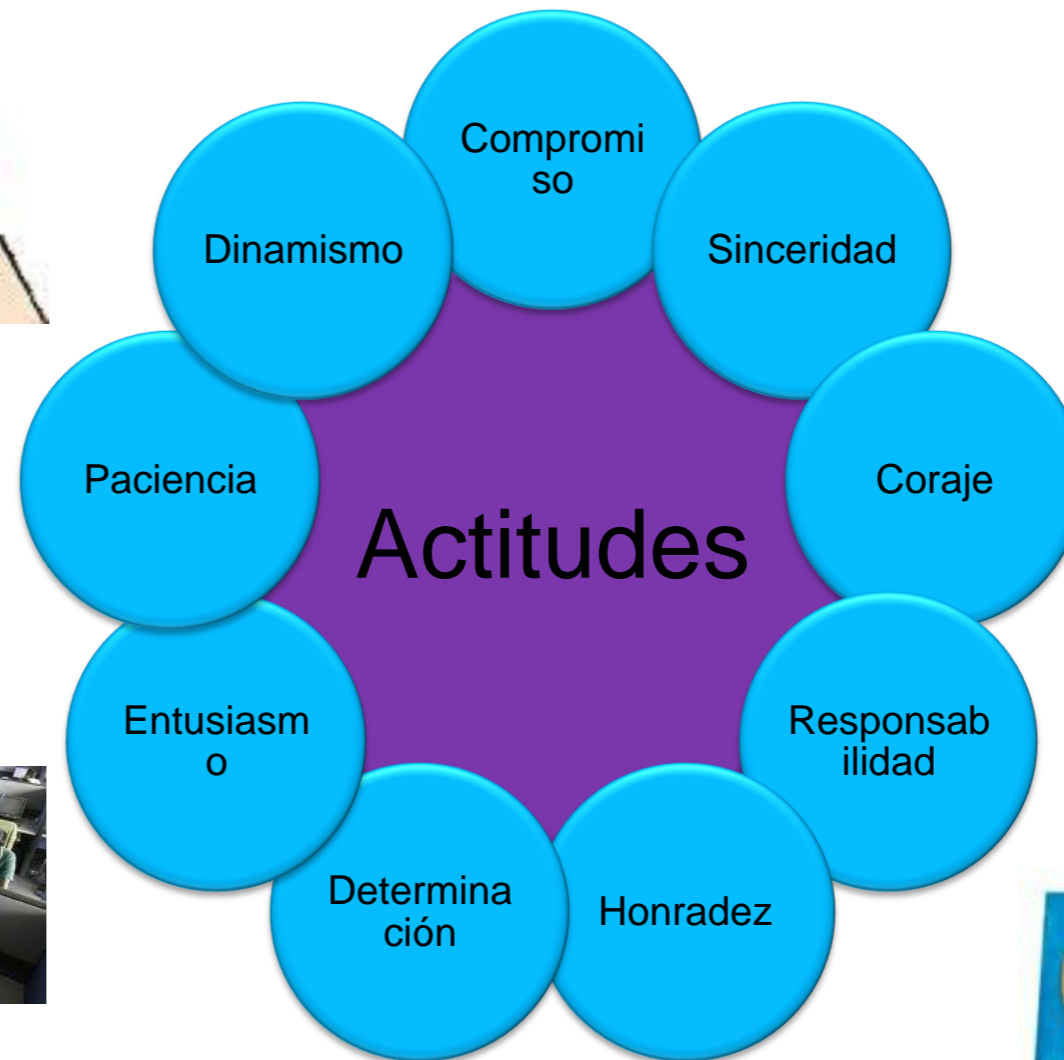 Compromi
so
Dinamismo
Sinceridad
Paciencia
Coraje
Actitudes
Entusiasm
o
Responsab
ilidad
Determina
ción
Honradez